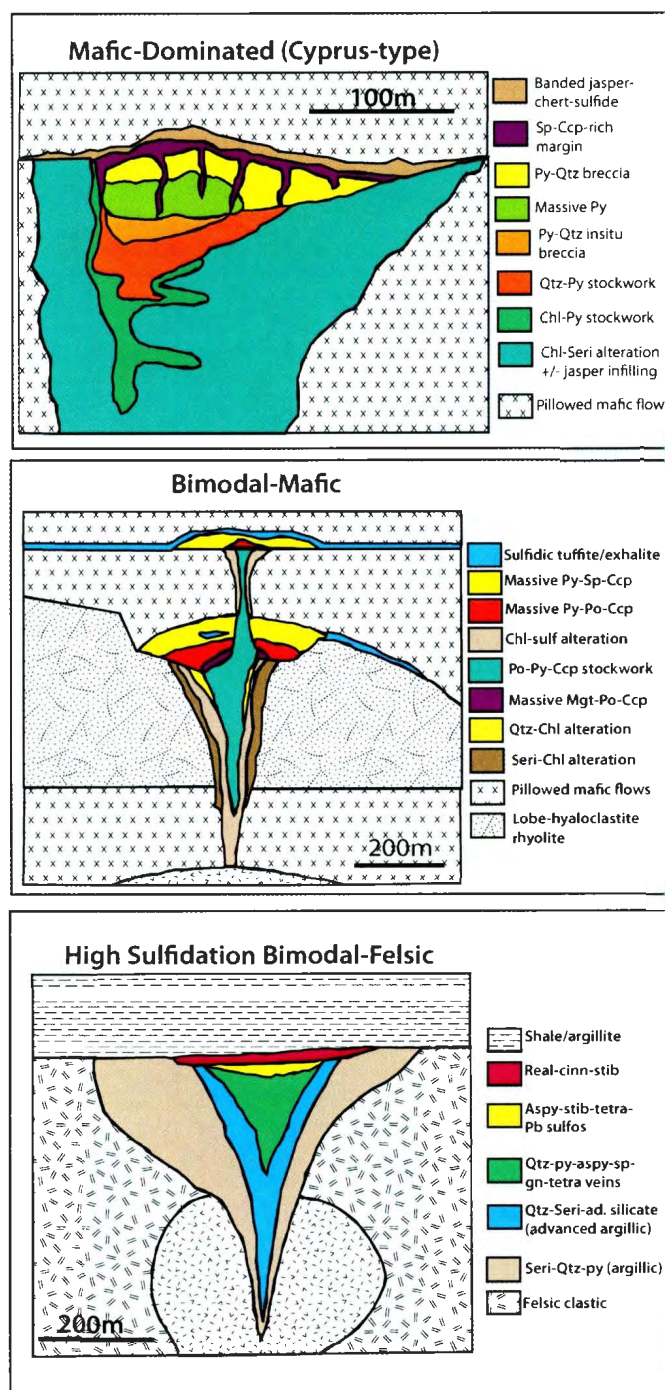 Mafic-Dominated (Cyprus-type)
100m
Banded jasper-
chert-sulfide
Sp-Ccp-rich
margin
Py-Qtz breccia
Massive Py
Py-Qtz insitu
breccia
Qtz-Py stockwork
Chl-Py stockwork
Chl-Seri alteration
+/- jasper infilling
Pillowed mafic flow
Bimodal-Mafic
200m
Sulfidic tuffite/exhalite
Massive Py-Sp-Ccp
Massive Py-Po-Ccp
Chl-sulf alteration
Po-Py-Ccp stockwork
Massive Mgt-Po-Ccp
Qtz-Chl alteration
Seri-Chl alteration
Pillowed mafic flows
Lobe-hyaloclastite
rhyolite
High Sulfidation Bimodal-Felsic
200m
Shale/argillite
Real-cinn-stib
Aspy-stib-tetra-
Pb sulfos
Qtz-py-aspy-sp-
gn-tetra veins
Qtz-Seri-ad. silicate
(advanced argillic)
Seri-Qtz-py (argillic)
Felsic clastic